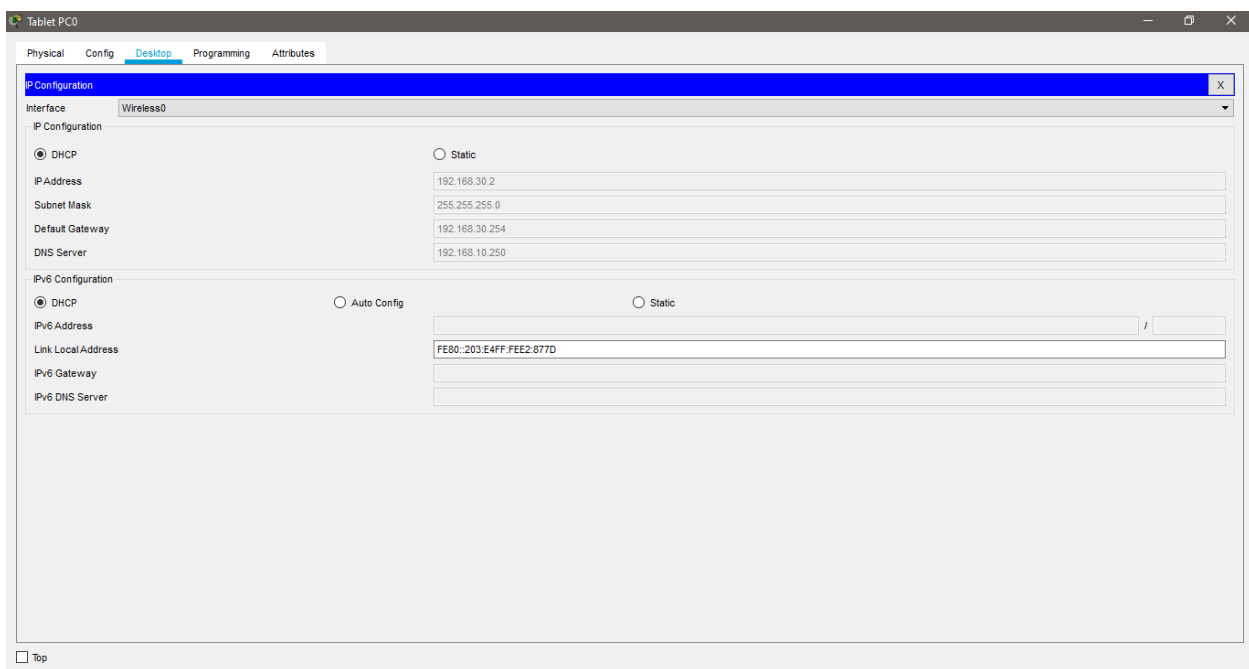 Tablet PC0
Physical Config Desktop Programming Attributes
IP Configuration X
Interface Wireless0
IP Configuration
DHCP Static
IP Address 192.168.30.2
Subnet Mask 255.255.255.0
Default Gateway 192.168.30.254
DNS Server 192.168.10.250
IPv6 Configuration
DHCP Auto Config Static
IPv6 Address /
Link Local Address FE80::203:E4FF:FEE2:877D
IPv6 Gateway
IPv6 DNS Server
Top